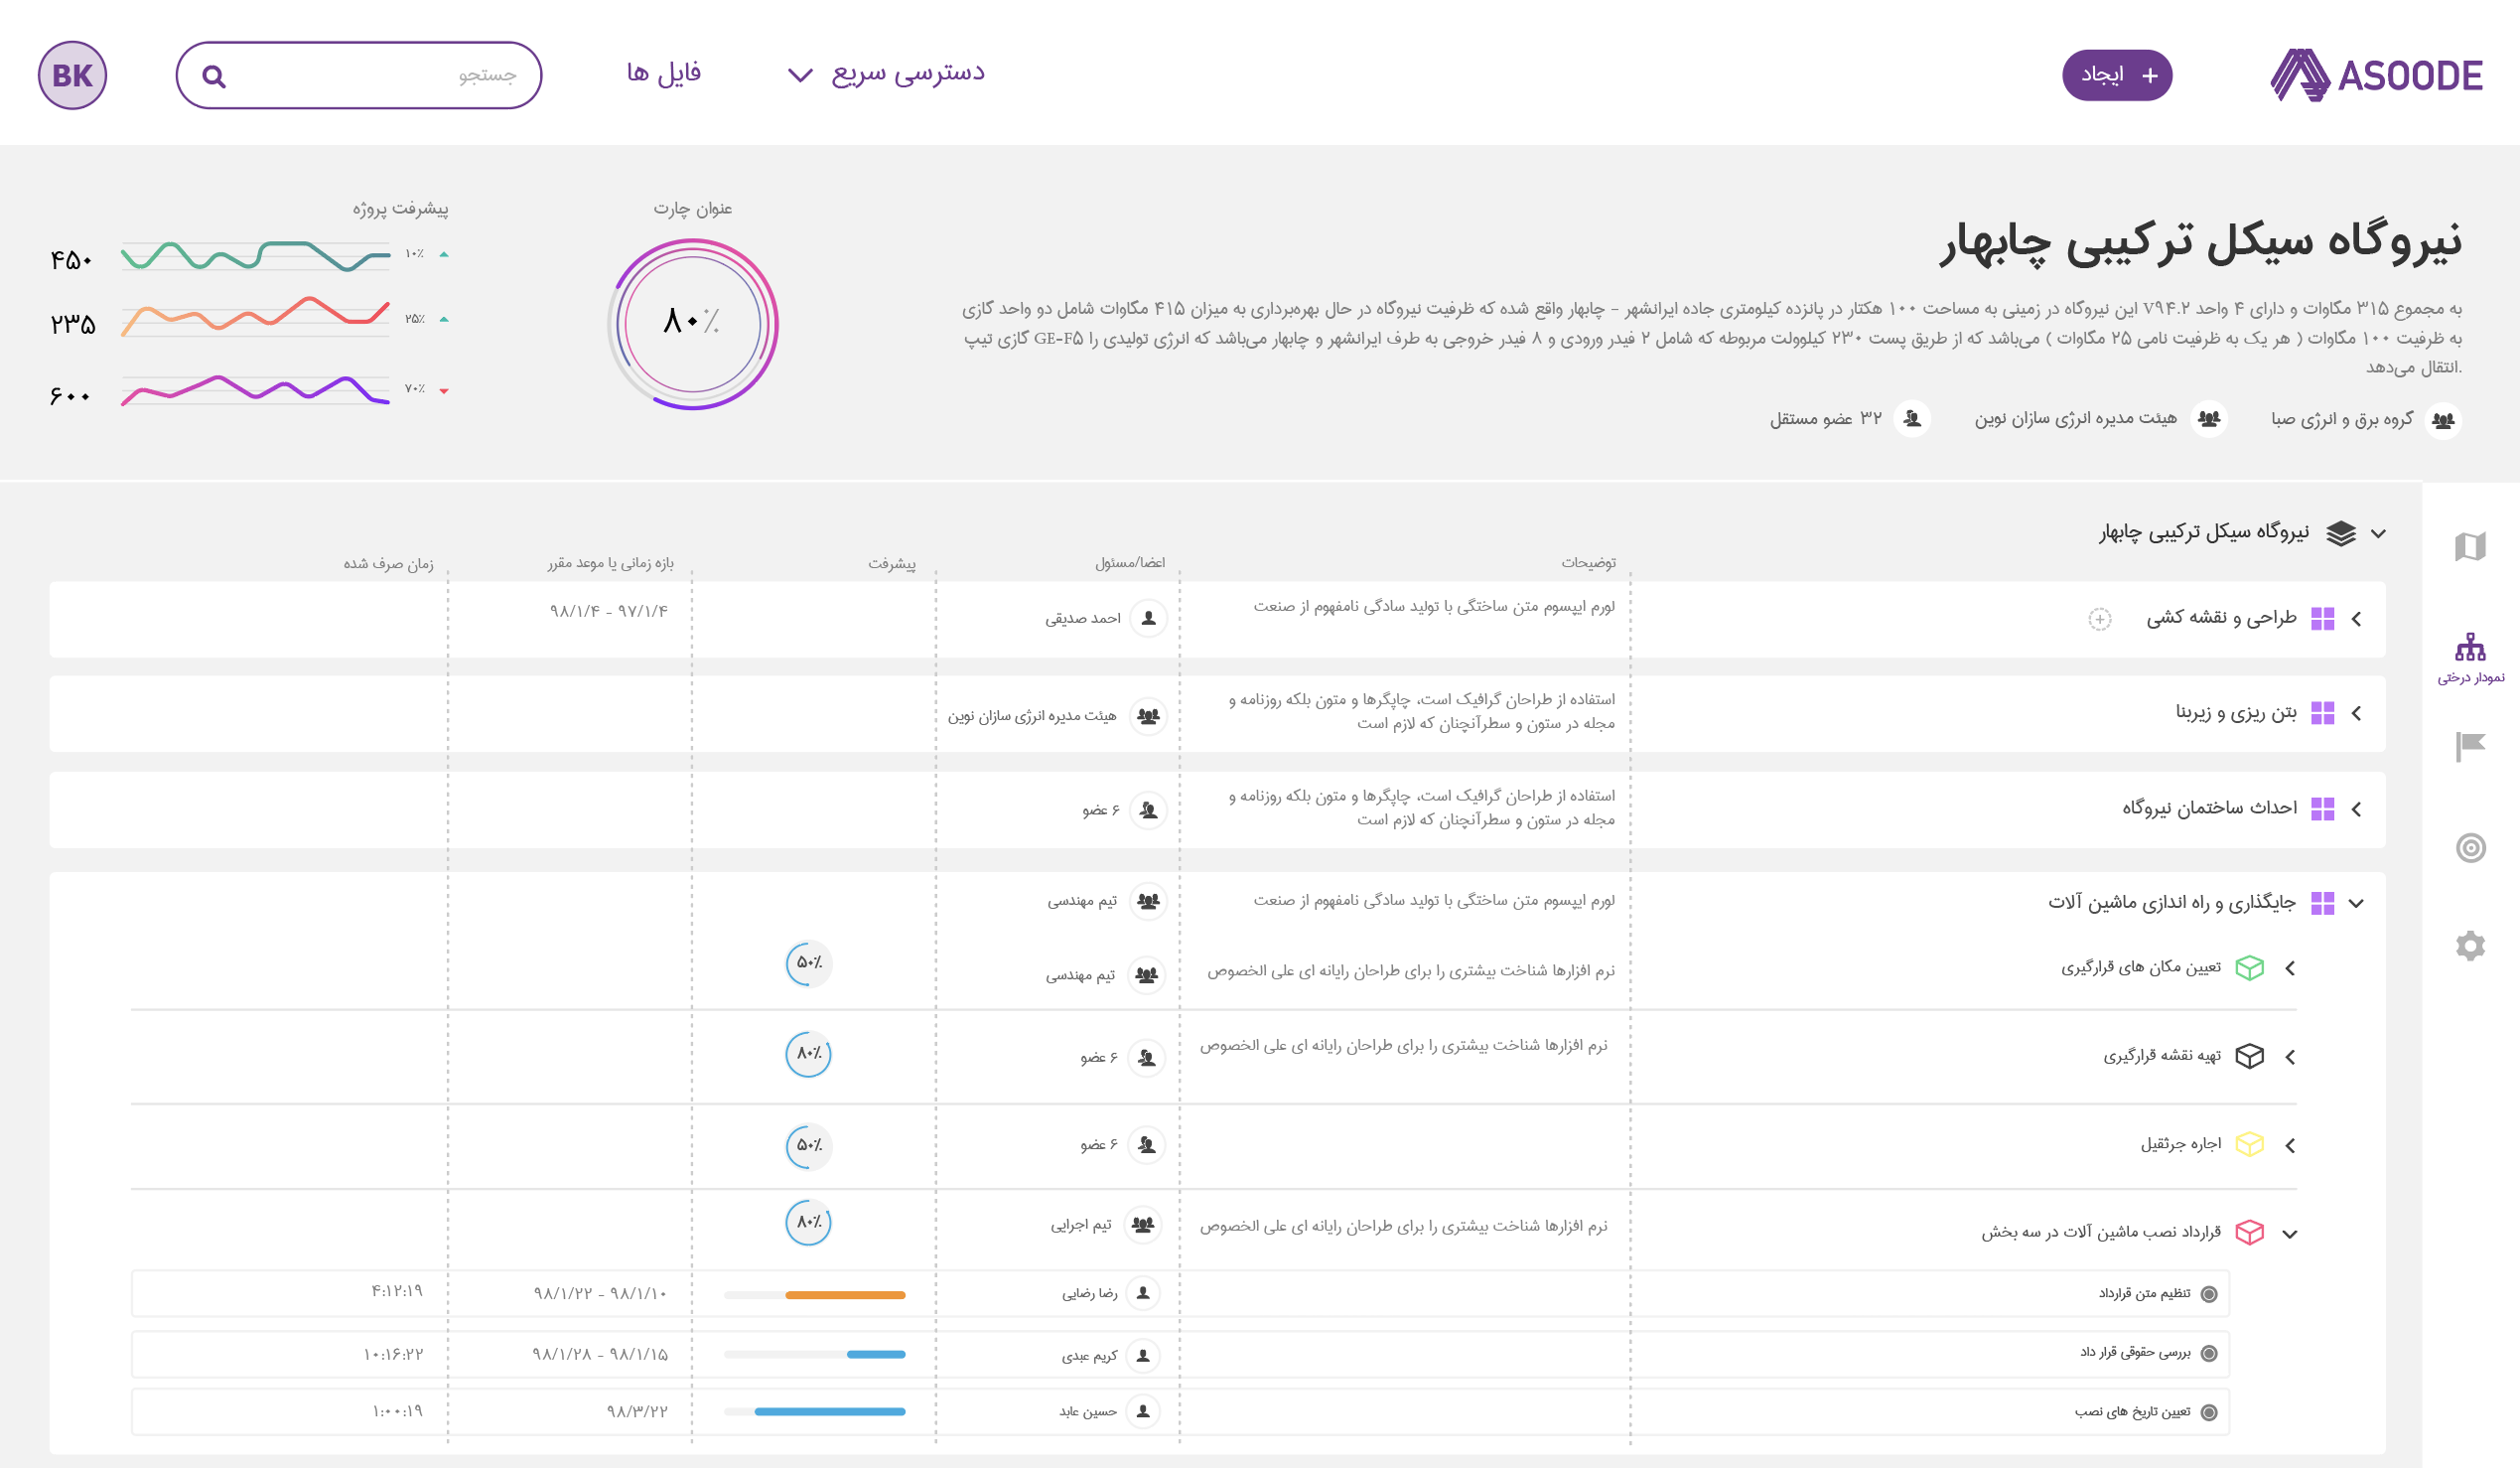 ASOODE
+ ایجاد
دسترسی سریع
فایل ها
جستجو
BK
نیروگاه سیکل ترکیبی چابهار
به مجموع ۳۱۵ مگاوات و دارای ۴ واحد V۹۴.۲ این نیروگاه در زمینی به مساحت ۱۰۰ هکتار در پانزده کیلومتری جاده ایرانشهر – چابهار واقع شده که ظرفیت نیروگاه در حال بهره‌برداری به میزان ۴۱۵ مگاوات شامل دو واحد گازی
به ظرفیت ۱۰۰ مگاوات ( هر یک به ظرفیت نامی ۲۵ مگاوات ) می‌باشد که از طریق پست ۲۳۰ کیلوولت مربوطه که شامل ۲ فیدر ورودی و ۸ فیدر خروجی به طرف ایرانشهر و چابهار می‌باشد که انرژی تولیدی را GE-F۵ گازی تیپ
.انتقال می‌دهد
گروه برق و انرژی صبا
هیئت مدیره انرژی سازان نوین
۳۲ عضو مستقل
عنوان چارت
۸۰٪
پیشرفت پروژه
۱۰٪
۴۵۰
۲۵٪
۲۳۵
۷۰٪
۶۰۰
نمودار درختی
نیروگاه سیکل ترکیبی چابهار
توضیحات
اعضا/مسئول
پیشرفت
بازه زمانی یا موعد مقرر
زمان صرف شده
طراحی و نقشه کشی
لورم ایپسوم متن ساختگی با تولید سادگی نامفهوم از صنعت
احمد صدیقی
۹۷/۱/۴ - ۹۸/۱/۴
بتن ریزی و زیربنا
استفاده از طراحان گرافیک است، چاپگرها و متون بلکه روزنامه و
مجله در ستون و سطرآنچنان که لازم است
هیئت مدیره انرژی سازان نوین
احداث ساختمان نیروگاه
استفاده از طراحان گرافیک است، چاپگرها و متون بلکه روزنامه و
مجله در ستون و سطرآنچنان که لازم است
۶ عضو
جایگذاری و راه اندازی ماشین آلات
لورم ایپسوم متن ساختگی با تولید سادگی نامفهوم از صنعت
تیم مهندسی
تعیین مکان های قرارگیری
نرم افزارها شناخت بیشتری را برای طراحان رایانه ای علی الخصوص
تیم مهندسی
۵۰٪
تهیه نقشه قرارگیری
نرم افزارها شناخت بیشتری را برای طراحان رایانه ای علی الخصوص
۶ عضو
۸۰٪
اجاره جرثقیل
۶ عضو
۵۰٪
قرارداد نصب ماشین آلات در سه بخش
نرم افزارها شناخت بیشتری را برای طراحان رایانه ای علی الخصوص
تیم اجرایی
۸۰٪
تنظیم متن قرارداد
رضا رضایی
۹۸/۱/۱۰ - ۹۸/۱/۲۲
۴:۱۲:۱۹
بررسی حقوقی قرار داد
کریم عبدی
۹۸/۱/۱۵ - ۹۸/۱/۲۸
۱۰:۱۶:۲۲
تعیین تاریخ های نصب
حسین عابد
۹۸/۳/۲۲
۱:۰۰:۱۹